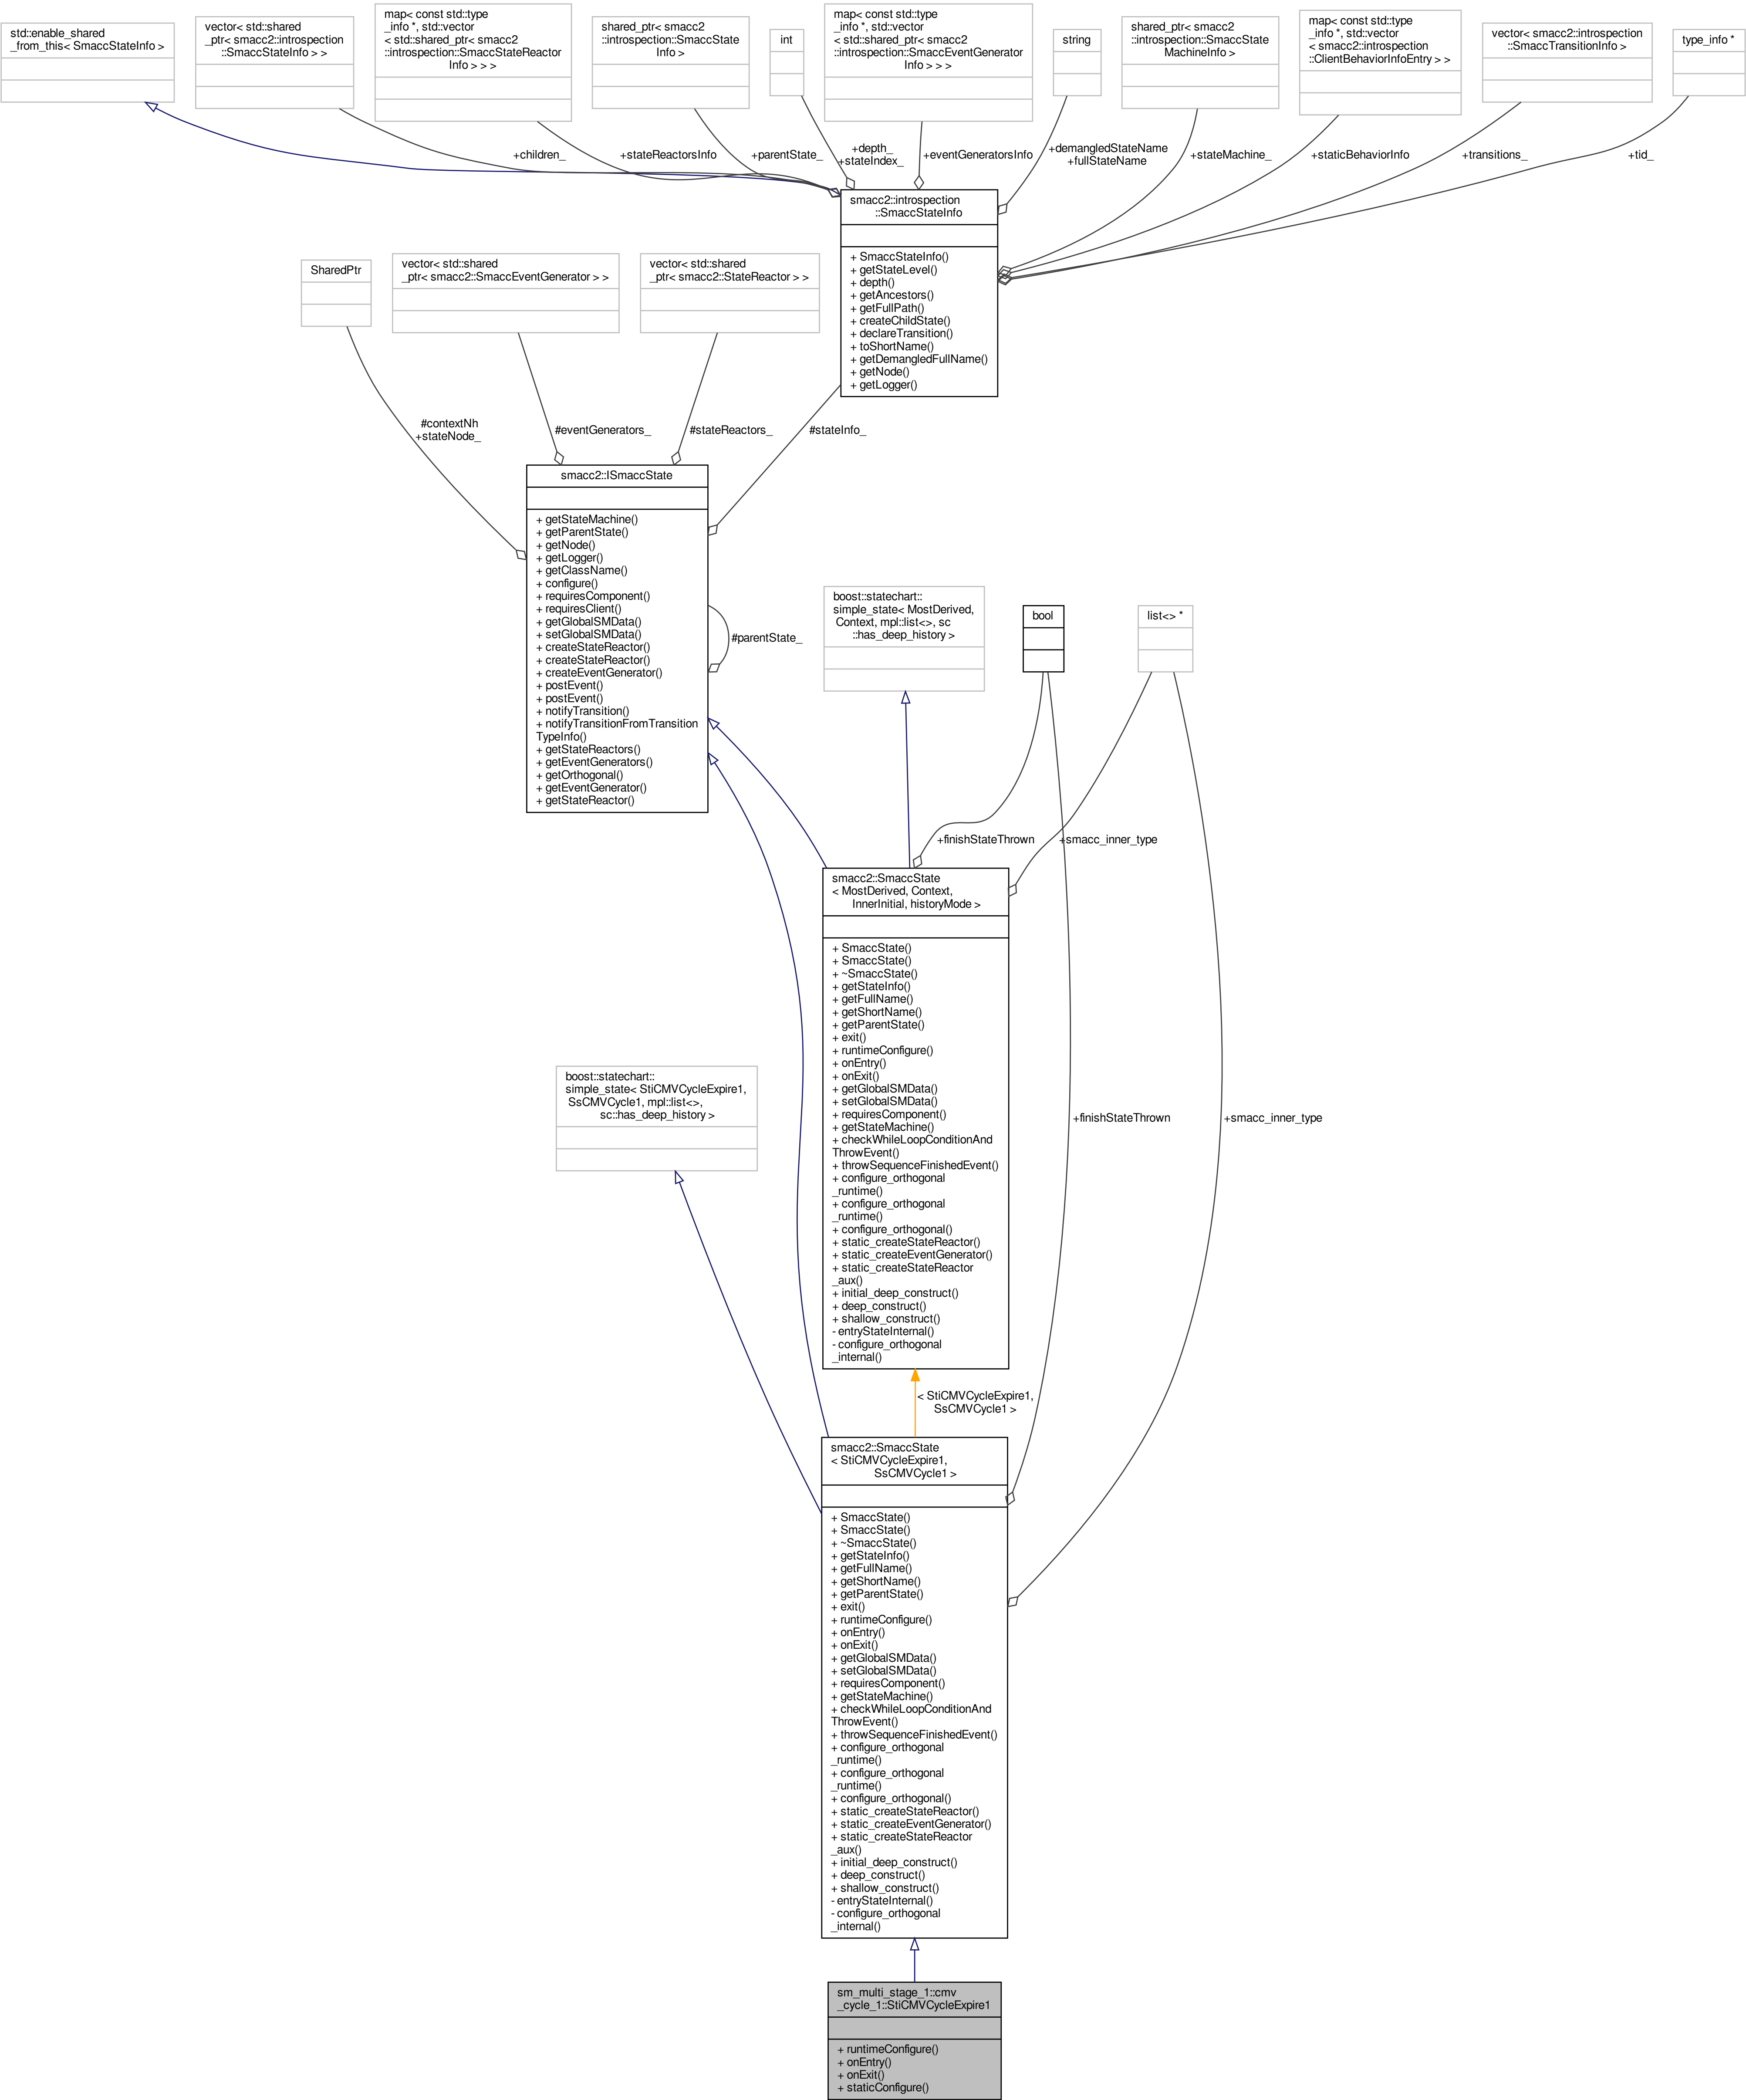 std::enable_shared
_from_this< SmaccStateInfo >
vector< std::shared
_ptr< smacc2::introspection
::SmaccStateInfo > >
map< const std::type
_info *, std::vector
< std::shared_ptr< smacc2
::introspection::SmaccStateReactor
Info > > >
shared_ptr< smacc2
::introspection::SmaccState
Info >
int
map< const std::type
_info *, std::vector
< std::shared_ptr< smacc2
::introspection::SmaccEventGenerator
Info > > >
string
shared_ptr< smacc2
::introspection::SmaccState
MachineInfo >
map< const std::type
_info *, std::vector
< smacc2::introspection
::ClientBehaviorInfoEntry > >
vector< smacc2::introspection
::SmaccTransitionInfo >
type_info *
+children_
+stateReactorsInfo
+parentState_
+depth_
+stateIndex_
+eventGeneratorsInfo
+demangledStateName
+fullStateName
+stateMachine_
+staticBehaviorInfo
+transitions_
+tid_
smacc2::introspection
::SmaccStateInfo
+ SmaccStateInfo()
+ getStateLevel()
+ depth()
+ getAncestors()
+ getFullPath()
+ createChildState()
+ declareTransition()
+ toShortName()
+ getDemangledFullName()
+ getNode()
+ getLogger()
SharedPtr
vector< std::shared
_ptr< smacc2::SmaccEventGenerator > >
vector< std::shared
_ptr< smacc2::StateReactor > >
#contextNh
+stateNode_
#eventGenerators_
#stateReactors_
#stateInfo_
smacc2::ISmaccState
+ getStateMachine()
+ getParentState()
+ getNode()
+ getLogger()
+ getClassName()
+ configure()
+ requiresComponent()
+ requiresClient()
+ getGlobalSMData()
+ setGlobalSMData()
+ createStateReactor()
+ createStateReactor()
+ createEventGenerator()
+ postEvent()
+ postEvent()
+ notifyTransition()
+ notifyTransitionFromTransition
TypeInfo()
+ getStateReactors()
+ getEventGenerators()
+ getOrthogonal()
+ getEventGenerator()
+ getStateReactor()
#parentState_
boost::statechart::
simple_state< MostDerived,
Context, mpl::list<>, sc
::has_deep_history >
bool
list<> *
+finishStateThrown
+smacc_inner_type
smacc2::SmaccState
< MostDerived, Context,
InnerInitial, historyMode >
+ SmaccState()
+ SmaccState()
+ ~SmaccState()
+ getStateInfo()
+ getFullName()
+ getShortName()
+ getParentState()
+ exit()
+ runtimeConfigure()
+ onEntry()
+ onExit()
+ getGlobalSMData()
+ setGlobalSMData()
+ requiresComponent()
+ getStateMachine()
+ checkWhileLoopConditionAnd
ThrowEvent()
+ throwSequenceFinishedEvent()
+ configure_orthogonal
_runtime()
+ configure_orthogonal
_runtime()
+ configure_orthogonal()
+ static_createStateReactor()
+ static_createEventGenerator()
+ static_createStateReactor
_aux()
+ initial_deep_construct()
+ deep_construct()
+ shallow_construct()
- entryStateInternal()
- configure_orthogonal
_internal()
boost::statechart::
simple_state< StiCMVCycleExpire1,
SsCMVCycle1, mpl::list<>,
sc::has_deep_history >
+finishStateThrown
+smacc_inner_type
< StiCMVCycleExpire1,
SsCMVCycle1 >
smacc2::SmaccState
< StiCMVCycleExpire1,
SsCMVCycle1 >
+ SmaccState()
+ SmaccState()
+ ~SmaccState()
+ getStateInfo()
+ getFullName()
+ getShortName()
+ getParentState()
+ exit()
+ runtimeConfigure()
+ onEntry()
+ onExit()
+ getGlobalSMData()
+ setGlobalSMData()
+ requiresComponent()
+ getStateMachine()
+ checkWhileLoopConditionAnd
ThrowEvent()
+ throwSequenceFinishedEvent()
+ configure_orthogonal
_runtime()
+ configure_orthogonal
_runtime()
+ configure_orthogonal()
+ static_createStateReactor()
+ static_createEventGenerator()
+ static_createStateReactor
_aux()
+ initial_deep_construct()
+ deep_construct()
+ shallow_construct()
- entryStateInternal()
- configure_orthogonal
_internal()
sm_multi_stage_1::cmv
_cycle_1::StiCMVCycleExpire1
+ runtimeConfigure()
+ onEntry()
+ onExit()
+ staticConfigure()